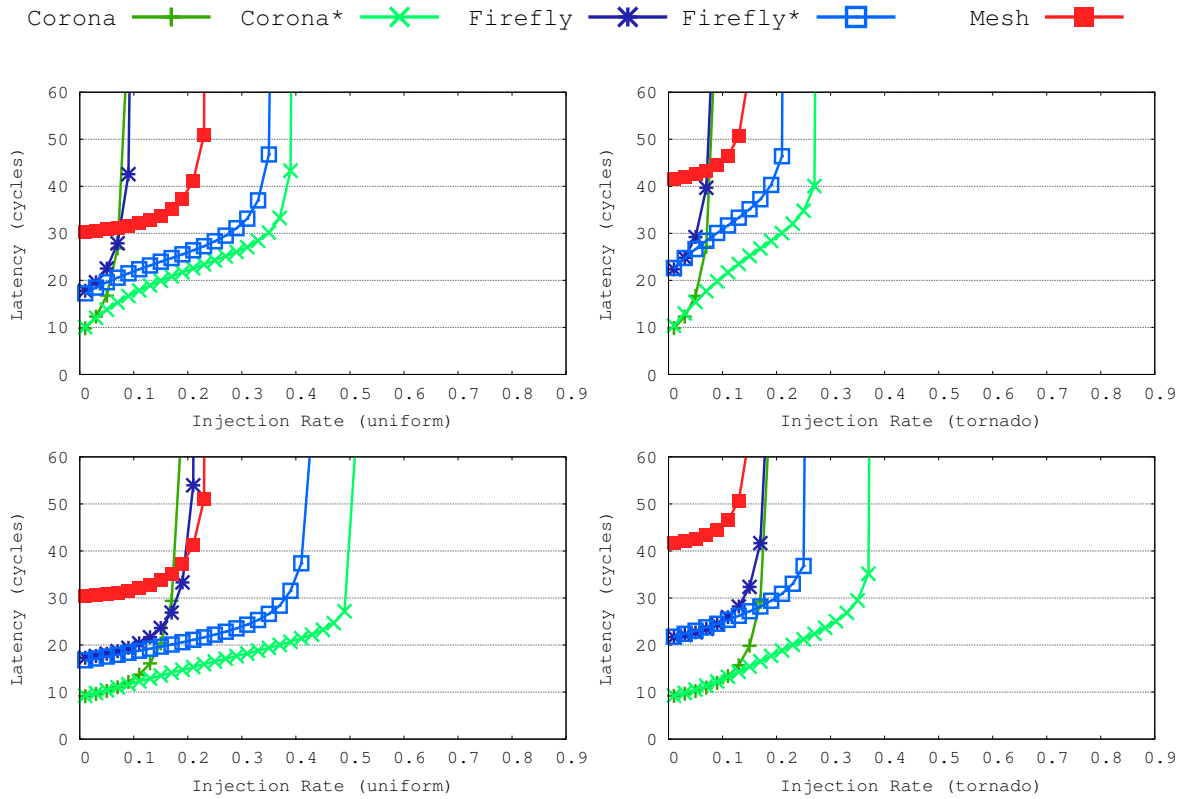 Corona Corona* Firefly Firefly* Mesh
60 60
50 50
40 40
30 30
20 20
10 10
0 0
Latency (cycles) Latency (cycles)
0 0.1 0.2 0.3 0.4 0.5 0.6 0.7 0.8 0.9 0 0.1 0.2 0.3 0.4 0.5 0.6 0.7 0.8 0.9
Injection Rate (uniform) Injection Rate (tornado)
60 60
50 50
40 40
30 30
20 20
10 10
0 0
Latency (cycles) Latency (cycles)
0 0.1 0.2 0.3 0.4 0.5 0.6 0.7 0.8 0.9 0 0.1 0.2 0.3 0.4 0.5 0.6 0.7 0.8 0.9
Injection Rate (uniform) Injection Rate (tornado)